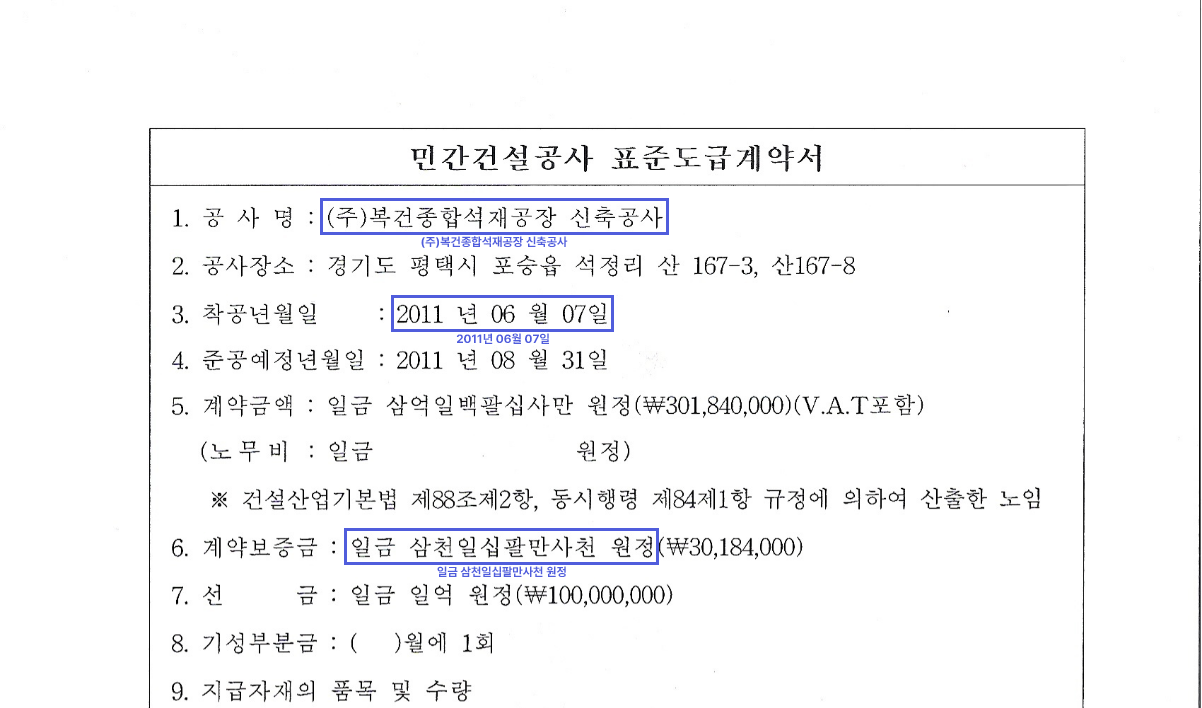 민간건설공사 표준도급계약서
1. 공 사 명 : (주)복건종합석재공장 신축공사
(주)복건종합석재공장 신축공사
2. 공사장소 : 경기도 평택시 포승읍 석정리 산 167-3, 산167-8
3. 착공년월일 : 2011 년 06 월 07일
2011년 06월 07일
4. 준공예정년월일 : 2011 년 08 월 31일
5. 계약금액 : 일금 삼억일백팔십사만 원정(₩301,840,000)(V.A.T포함)
(노 무 비 : 일금 원정)
※ 건설산업기본법 제88조제2항, 동시행령 제84제1항 규정에 의하여 산출한 노임
6. 계약보증금 : 일금 삼천일십팔만사천 원정(₩30,184,000)
일금 삼천일십팔만사천 원정
7. 선 금 : 일금 일억 원정(₩100,000,000)
8. 기성부분금 : ( )월에 1회
9. 지급자재의 품목 및 수량